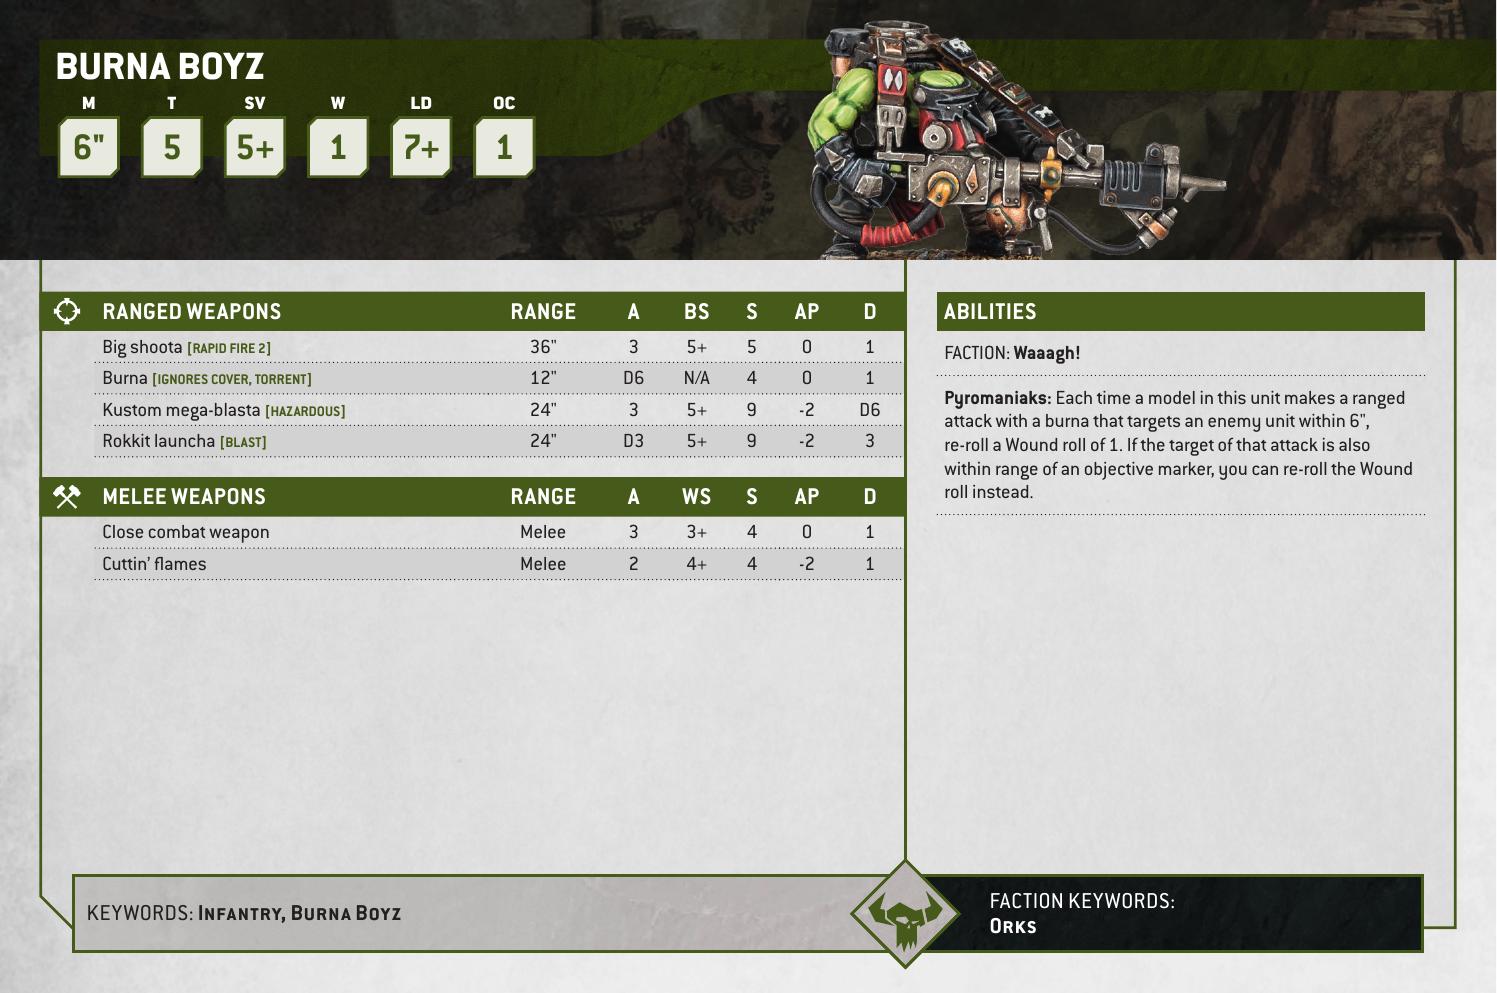 BURNA BOYZ
M T SV W LD OC
6" 5 5+ 1 7+ 1
RANGED WEAPONS RANGE A BS S AP D
Big shoota [RAPID FIRE 2] 36" 3 5+ 5 0 1
Burna [IGNORES COVER, TORRENT] 12" D6 N/A 4 0 1
Kustom mega-blasta [HAZARDOUS] 24" 3 5+ 9 -2 D6
Rokkit launcha [BLAST] 24" D3 5+ 9 -2 3
MELEE WEAPONS RANGE A WS S AP D
Close combat weapon Melee 3 3+ 4 0 1
Cuttin' flames Melee 2 4+ 4 -2 1
ABILITIES
FACTION: Waaagh!
Pyromaniaks: Each time a model in this unit makes a ranged
attack with a burna that targets an enemy unit within 6",
re-roll a Wound roll of 1. If the target of that attack is also
within range of an objective marker, you can re-roll the Wound
roll instead.
KEYWORDS: INFANTRY, BURNA BOYZ
FACTION KEYWORDS:
ORKS